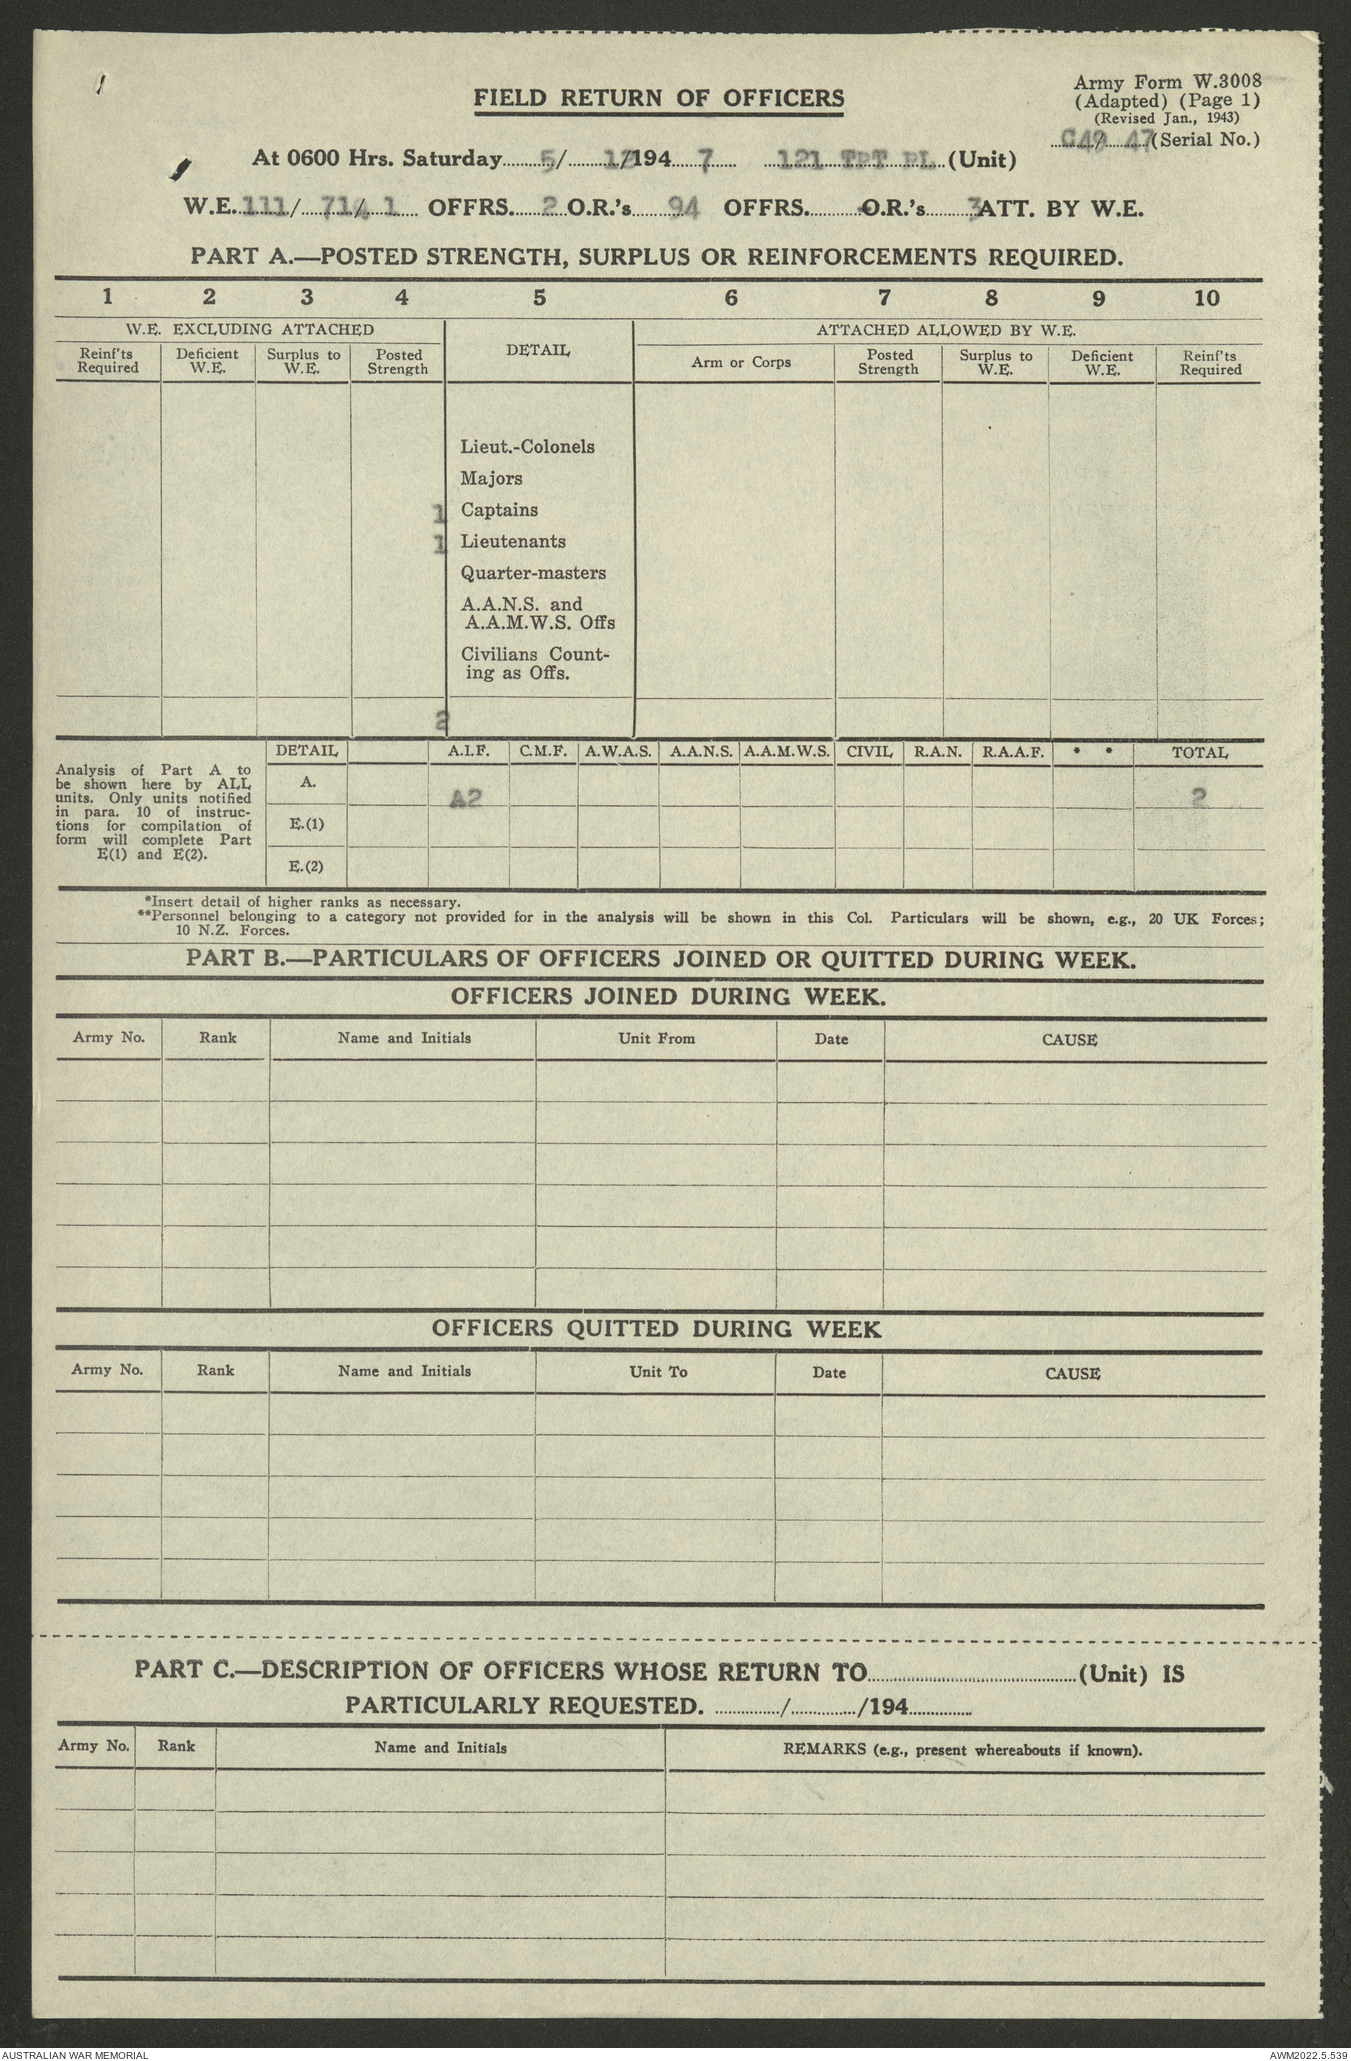 FIELD RETURN OF OFFICERS
Army Form W.3008
(Adapted) (Page 1)
(Revised Jan., 1943)
C49/ 47 (Serial No.)
At 0600 Hrs. Saturday 5/ 12/194 7 121 TPT PL (Unit)
W.E. 111/ 714/ 1 OFFRS. 2 O.R.'s 94 OFFRS. - O.R.'s 3 ATT. BY W.E.
PART A.—POSTED STRENGTH, SURPLUS OR REINFORCEMENTS REQUIRED.
1 2 3 4 5 6 7 8 9 10
W.E. EXCLUDING ATTACHED DETAIL ATTACHED ALLOWED BY W.E.
Reinf'ts Required Deficient W.E. Surplus to W.E. Posted Strength Arm or Corps Posted Strength Surplus to W.E. Deficient W.E. Reinf'ts Required
Lieut.-Colonels
Majors
1 Captains
1 Lieutenants
Quarter-masters
A.A.N.S. and
A.A.M.W.S. Offs
Civilians Count-
ing as Offs.
2
DETAIL A.I.F. C.M.F. A.W.A.S. A.A.N.S. A.A.M.W.S. CIVIL R.A.N. R.A.A.F. * * TOTAL
Analysis of Part A to
be shown here by ALL
units. Only units notified
in para. 10 of instruc-
tions for compilation of
form will complete Part
E(1) and E(2).
A. A2 2
E.(1)
E.(2)
*Insert detail of higher ranks as necessary.
**Personnel belonging to a category not provided for in the analysis will be shown in this Col. Particulars will be shown, e.g., 20 UK Forces;
10 N.Z. Forces.
PART B.—PARTICULARS OF OFFICERS JOINED OR QUITTED DURING WEEK.
OFFICERS JOINED DURING WEEK.
Army No. Rank Name and Initials Unit From Date CAUSE
OFFICERS QUITTED DURING WEEK
Army No. Rank Name and Initials Unit To Date CAUSE
PART C.—DESCRIPTION OF OFFICERS WHOSE RETURN TO (Unit) IS
PARTICULARLY REQUESTED. / /194
Army No. Rank Name and Initials REMARKS (e.g., present whereabouts if known).
AUSTRALIAN WAR MEMORIAL AWM2022.5.539